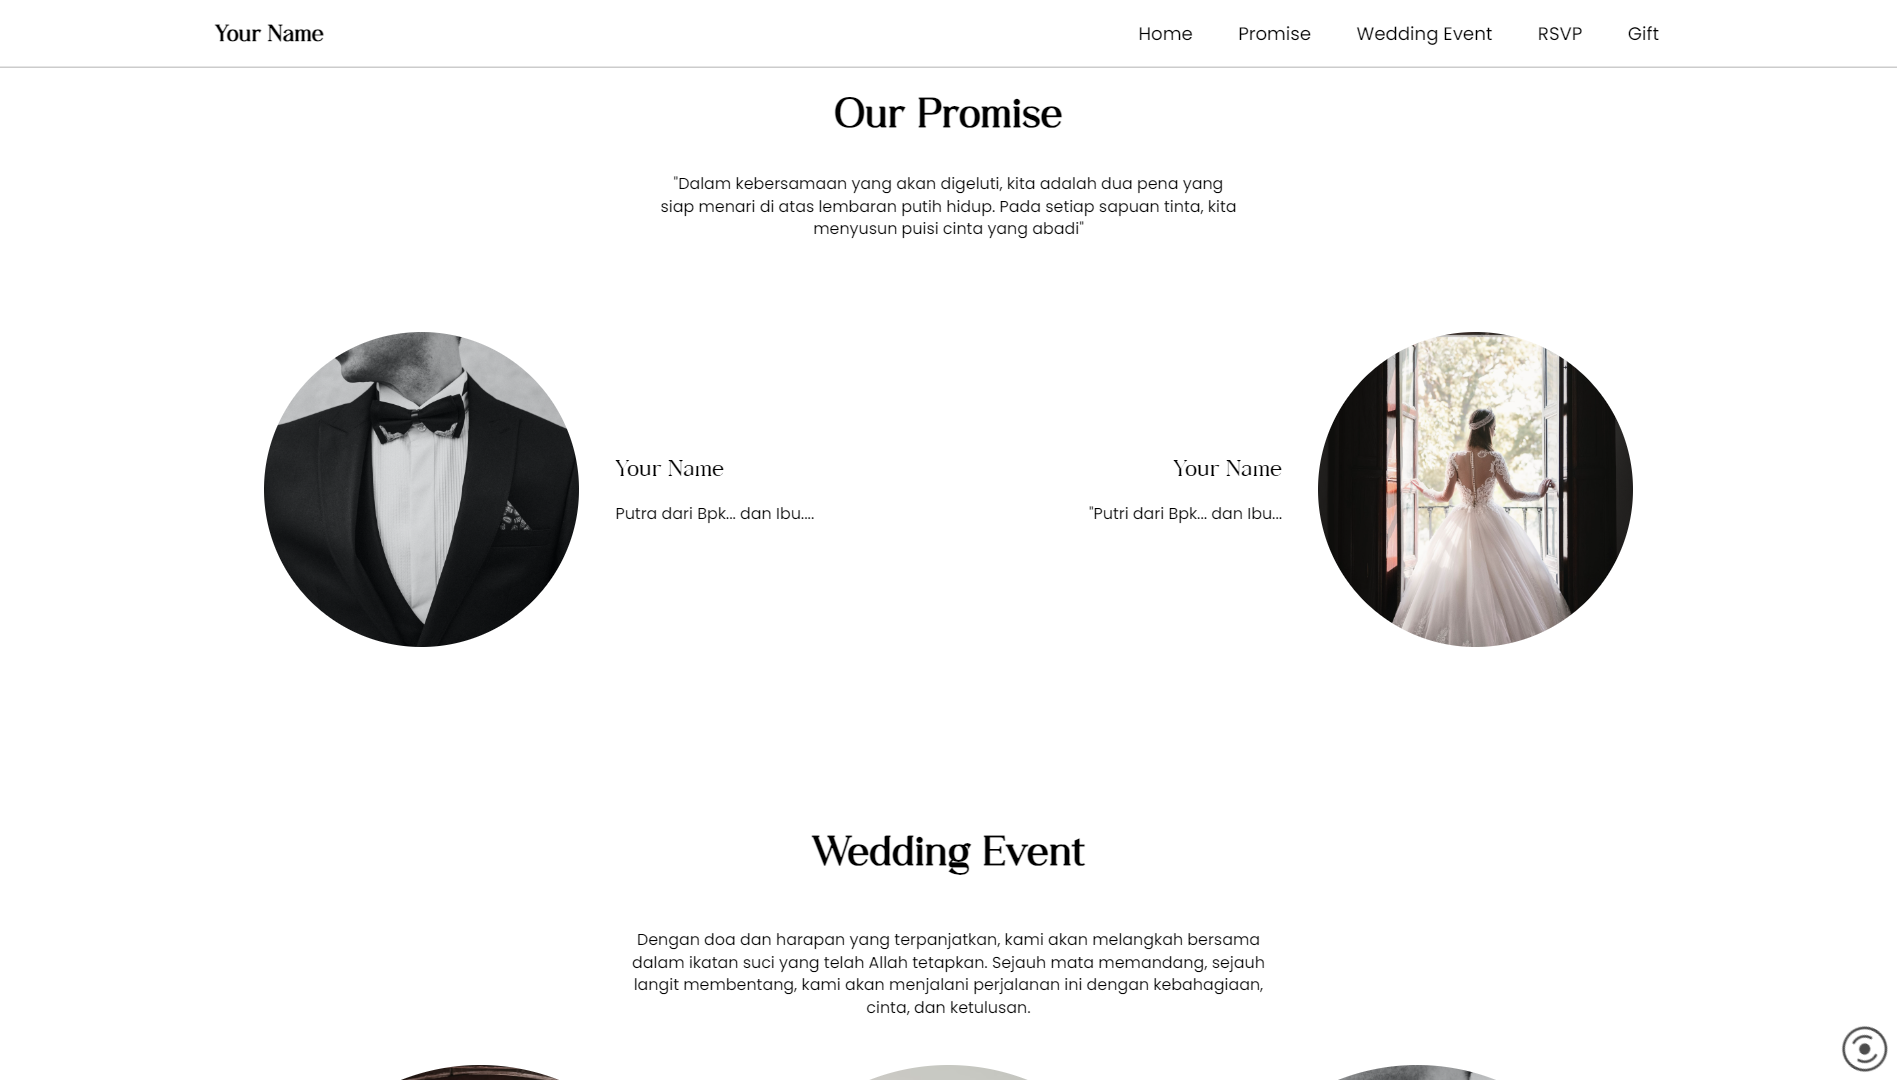 Your Name
Home
Promise
Wedding Event
RSVP
Gift
Our Promise
"Dalam kebersamaan yang akan digeluti, kita adalah dua pena yang
siap menari di atas lembaran putih hidup. Pada setiap sapuan tinta, kita
menyusun puisi cinta yang abadi"
Your Name
Putra dari Bpk... dan Ibu....
Your Name
"Putri dari Bpk... dan Ibu...
Wedding Event
Dengan doa dan harapan yang terpanjatkan, kami akan melangkah bersama
dalam ikatan suci yang telah Allah tetapkan. Sejauh mata memandang, sejauh
langit membentang, kami akan menjalani perjalanan ini dengan kebahagiaan,
cinta, dan ketulusan.